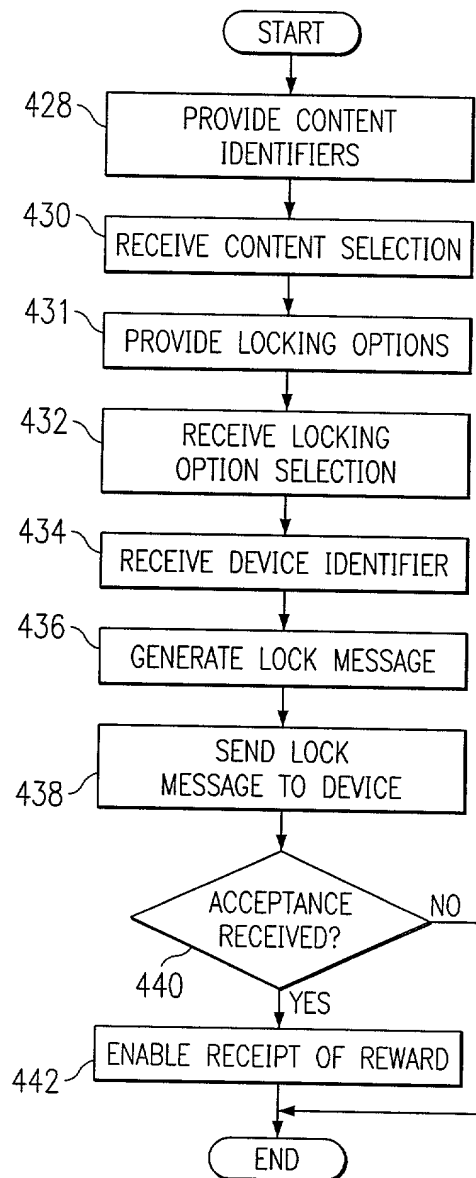 START
428
PROVIDE CONTENT
IDENTIFIERS
430
RECEIVE CONTENT SELECTION
431
PROVIDE LOCKING OPTIONS
432
RECEIVE LOCKING
OPTION SELECTION
434
RECEIVE DEVICE IDENTIFIER
436
GENERATE LOCK MESSAGE
SEND LOCK
MESSAGE TO DEVICE
438
ACCEPTANCE
RECEIVED?
NO
440
YES
ENABLE RECEIPT OF REWARD
442
END